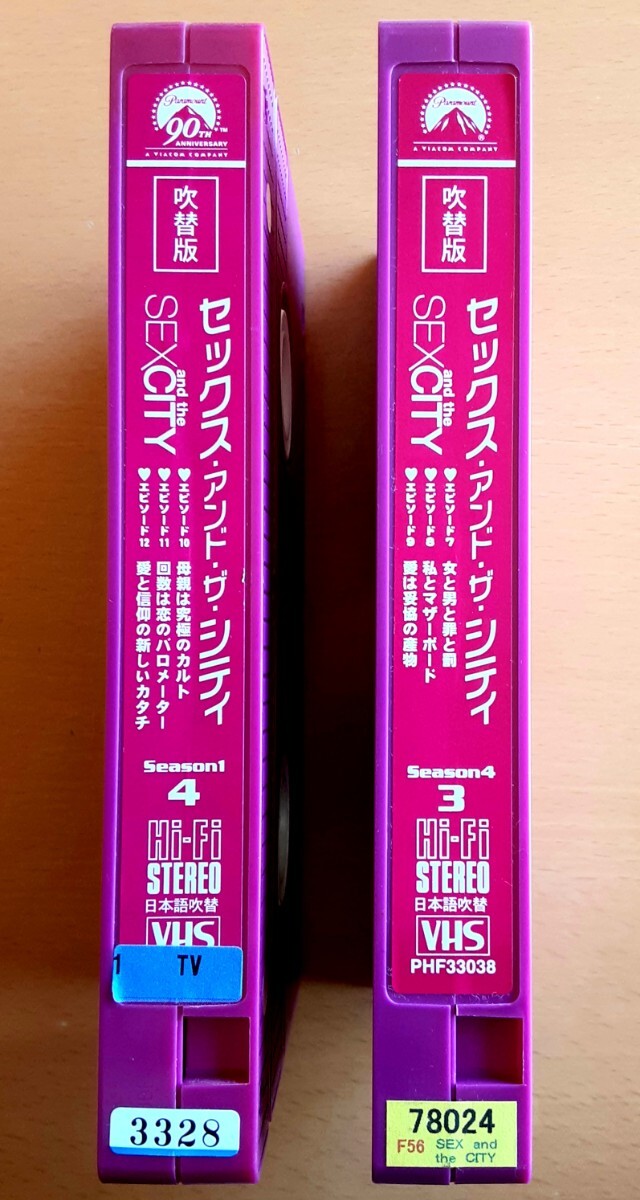 Paramount
90TH
TM
ANNIVERSARY
A VIACOM COMPANY
吹替版
セックス・アンド・ザ・シティ
SEX and the CITY
♥エピソード10 母親は究極のカルト
♥エピソード11 回数は恋のバロメーター
♥エピソード12 愛と信仰の新しいカタチ
Season1
4
Hi-Fi
STEREO
日本語吹替
VHS
1 TV
3328
Paramount
®
A VIACOM COMPANY
吹替版
セックス・アンド・ザ・シティ
SEX and the CITY
♥エピソード7 女と男と罪と罰
♥エピソード8 私とマザーボード
♥エピソード9 愛は妥協の産物
Season4
3
Hi-Fi
STEREO
日本語吹替
VHS
PHF33038
78024
F56 SEX and
the CITY